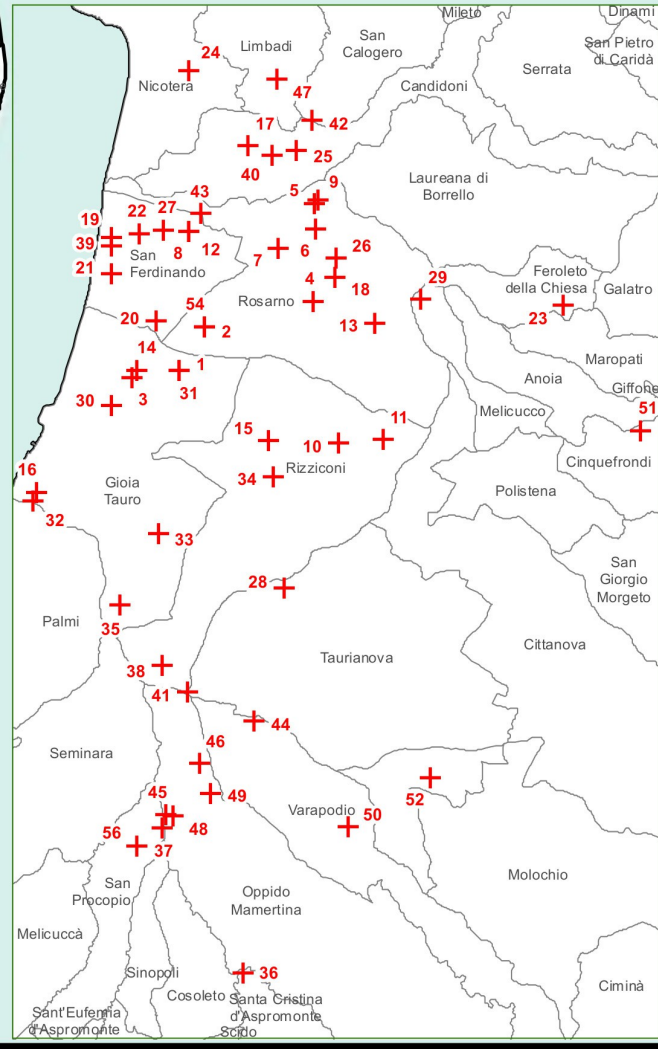 Mileto
Dinami
24
Limbadi
San
Calogero
San Pietro
di Caridà
Serrata
Nicotera
47
Candidoni
17
42
40
25
Laureana di
Borrello
5
9
43
19
22
27
39
8
12
6
26
7
21
San
Ferdinando
4
18
29
Feroleto
della Chiesa
Galatro
54
Rosarno
20
2
13
23
14
1
Maropati
Anoia
31
Giffone
30
3
51
Melicucco
15
11
10
Cinquefrondi
16
Rizziconi
34
Gioia
Tauro
Polistena
32
33
San
Giorgio
Morgeto
28
Palmi
35
Cittanova
Taurianova
38
41
44
46
Seminara
45
49
52
Varapodio
50
56
48
37
San
Procopio
Oppido
Mamertina
Molochio
Melicuccà
Sinopoli
36
Ciminà
Cosoleto
Santa Cristina
d'Aspromonte
Sant'Eufemia
d'Aspromonte
Scido